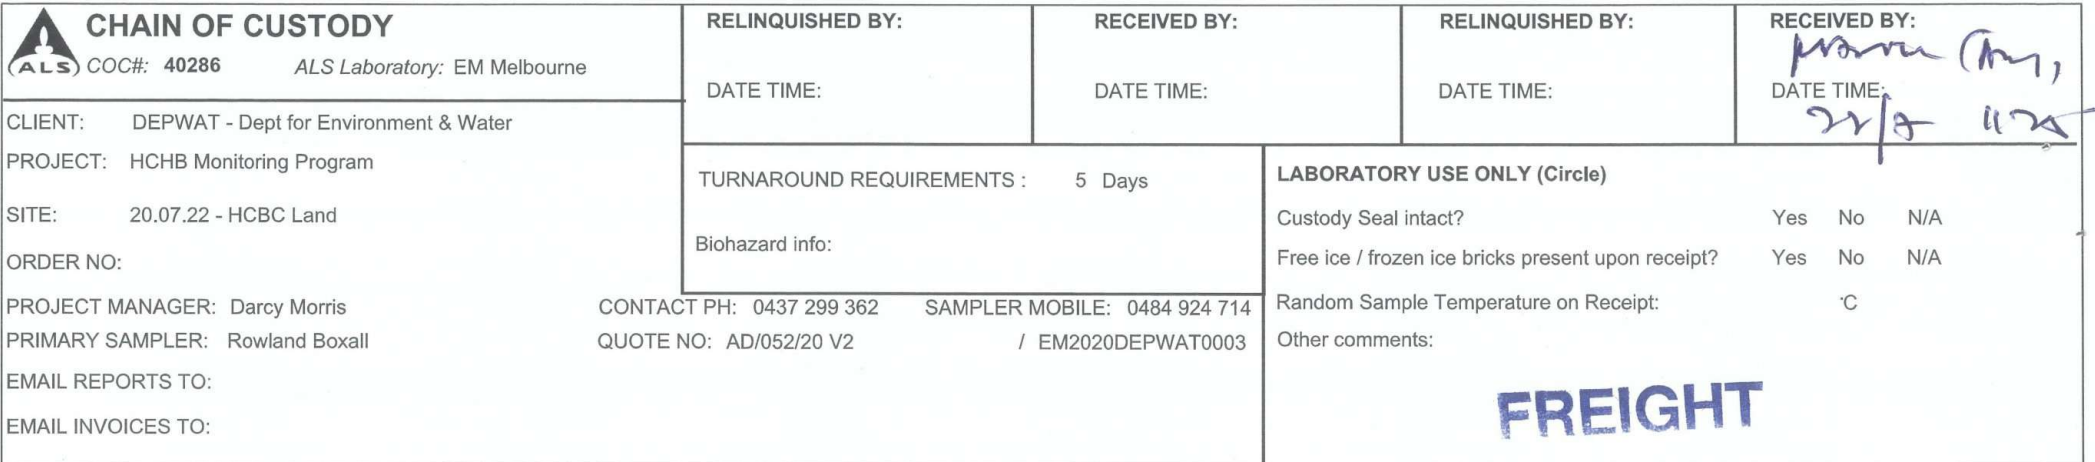 CHAIN OF CUSTODY
ALS
COC#: 40286 ALS Laboratory: EM Melbourne
RELINQUISHED BY:
DATE TIME:
RECEIVED BY:
DATE TIME:
RELINQUISHED BY:
DATE TIME:
RECEIVED BY:
DATE TIME:
22/7 1125
CLIENT: DEPWAT - Dept for Environment & Water
PROJECT: HCHB Monitoring Program
SITE: 20.07.22 - HCBC Land
ORDER NO:
TURNAROUND REQUIREMENTS : 5 Days
Biohazard info:
PROJECT MANAGER: Darcy Morris CONTACT PH: 0437 299 362 SAMPLER MOBILE: 0484 924 714
PRIMARY SAMPLER: Rowland Boxall QUOTE NO: AD/052/20 V2 / EM2020DEPWAT0003
EMAIL REPORTS TO:
EMAIL INVOICES TO:
LABORATORY USE ONLY (Circle)
Custody Seal intact? Yes No N/A
Free ice / frozen ice bricks present upon receipt? Yes No N/A
Random Sample Temperature on Receipt: °C
Other comments:
FREIGHT